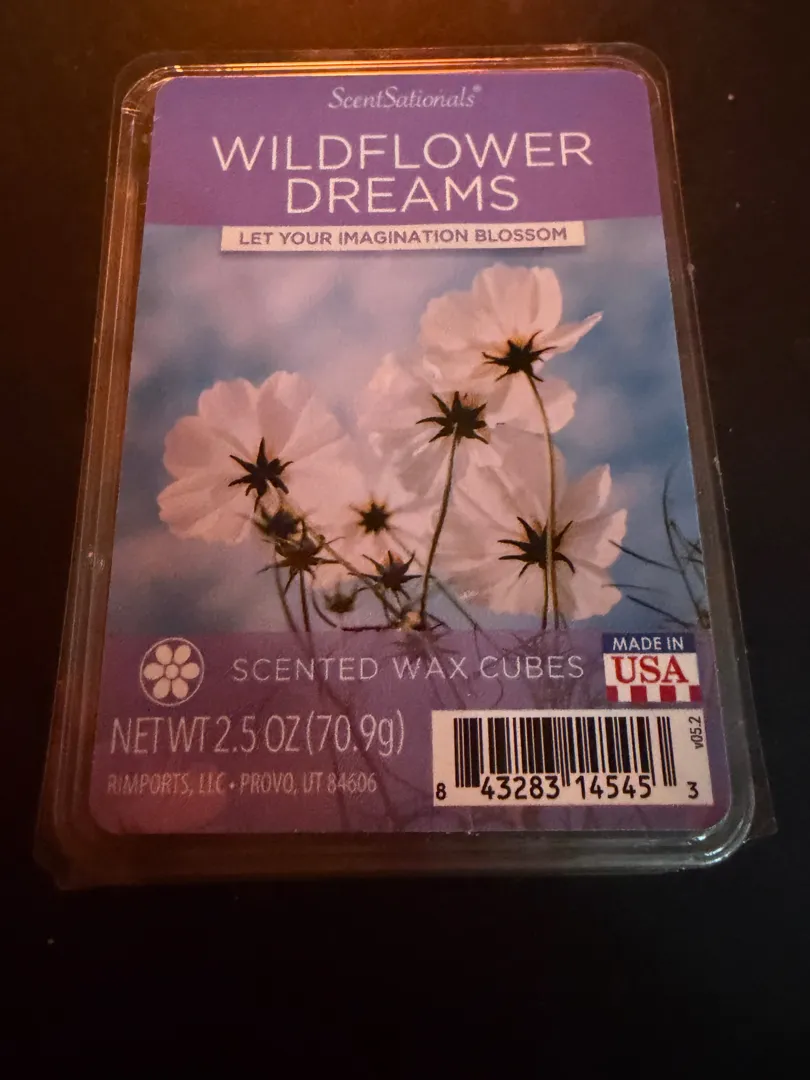 ScentSationals®
WILDFLOWER
DREAMS
LET YOUR IMAGINATION BLOSSOM
SCENTED WAX CUBES
MADE IN
USA
NET WT 2.5 OZ (70.9g)
RIMPORTS, LLC • PROVO, UT 84606
8 43283 14545 3
v05.2